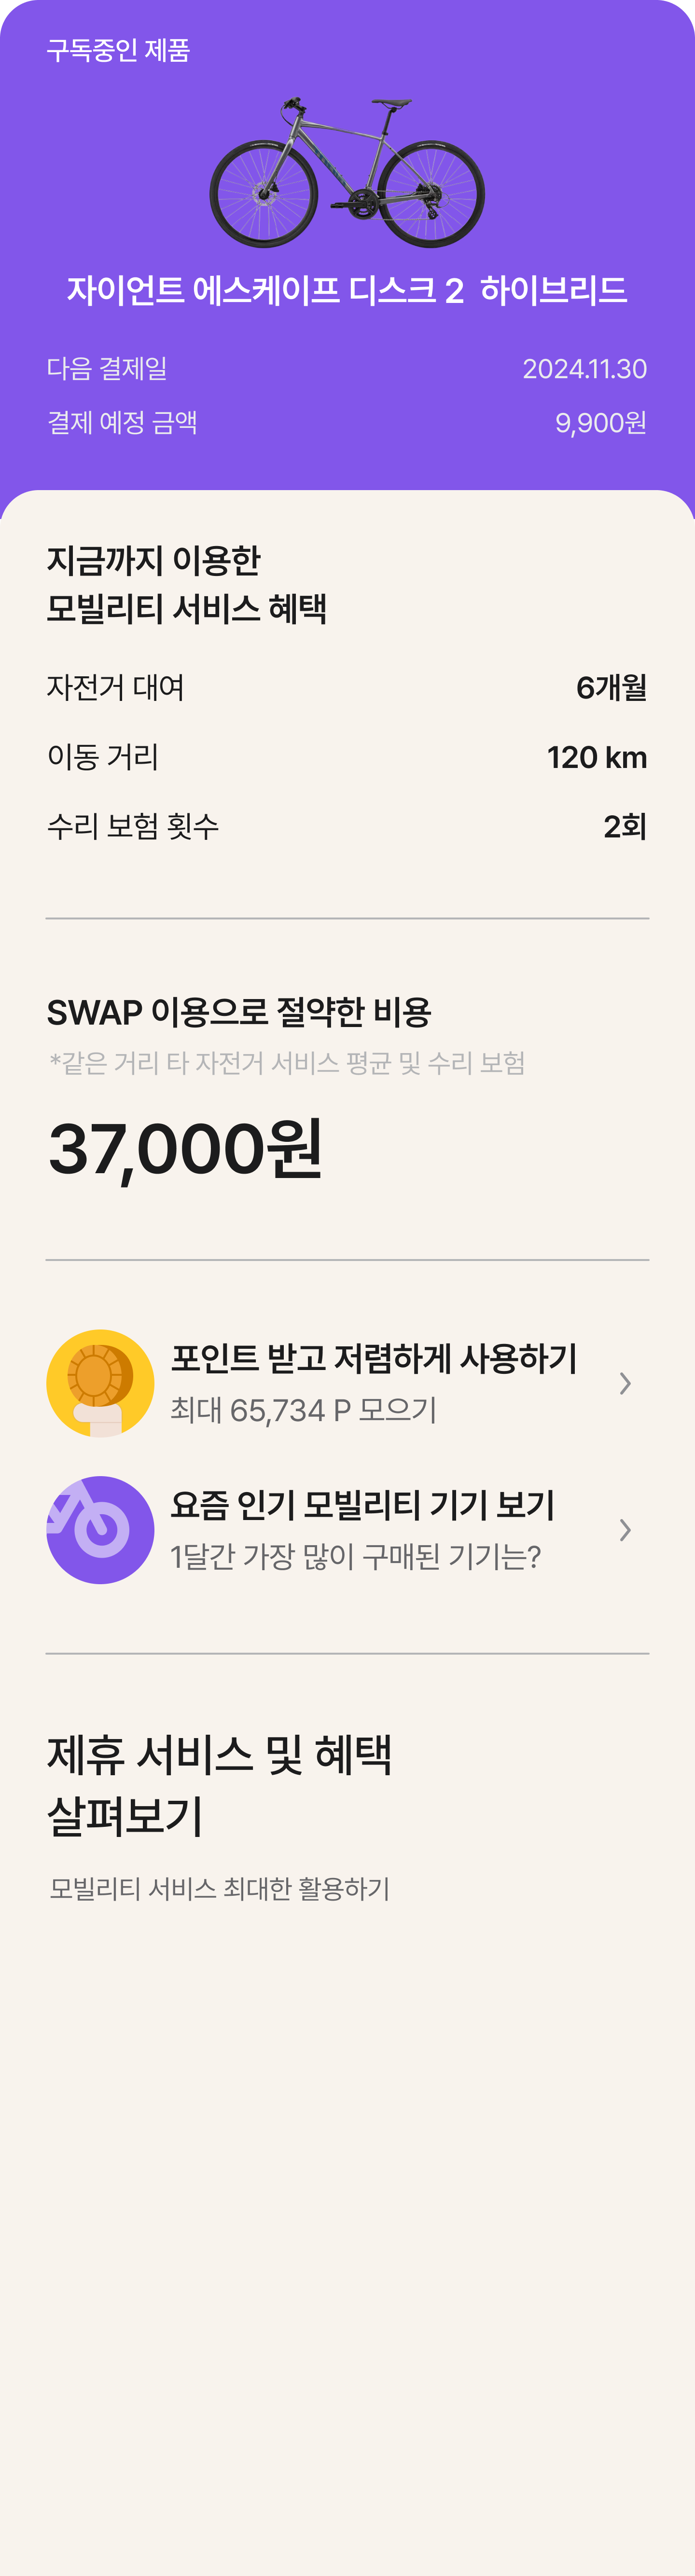 구독중인 제품
자이언트 에스케이프 디스크 2 하이브리드
다음 결제일 2024.11.30
결제 예정 금액 9,900원
지금까지 이용한
모빌리티 서비스 혜택
자전거 대여 6개월
이동 거리 120 km
수리 보험 횟수 2회
SWAP 이용으로 절약한 비용
*같은 거리 타 자전거 서비스 평균 및 수리 보험
37,000원
포인트 받고 저렴하게 사용하기
최대 65,734 P 모으기
요즘 인기 모빌리티 기기 보기
1달간 가장 많이 구매된 기기는?
제휴 서비스 및 혜택
살펴보기
모빌리티 서비스 최대한 활용하기